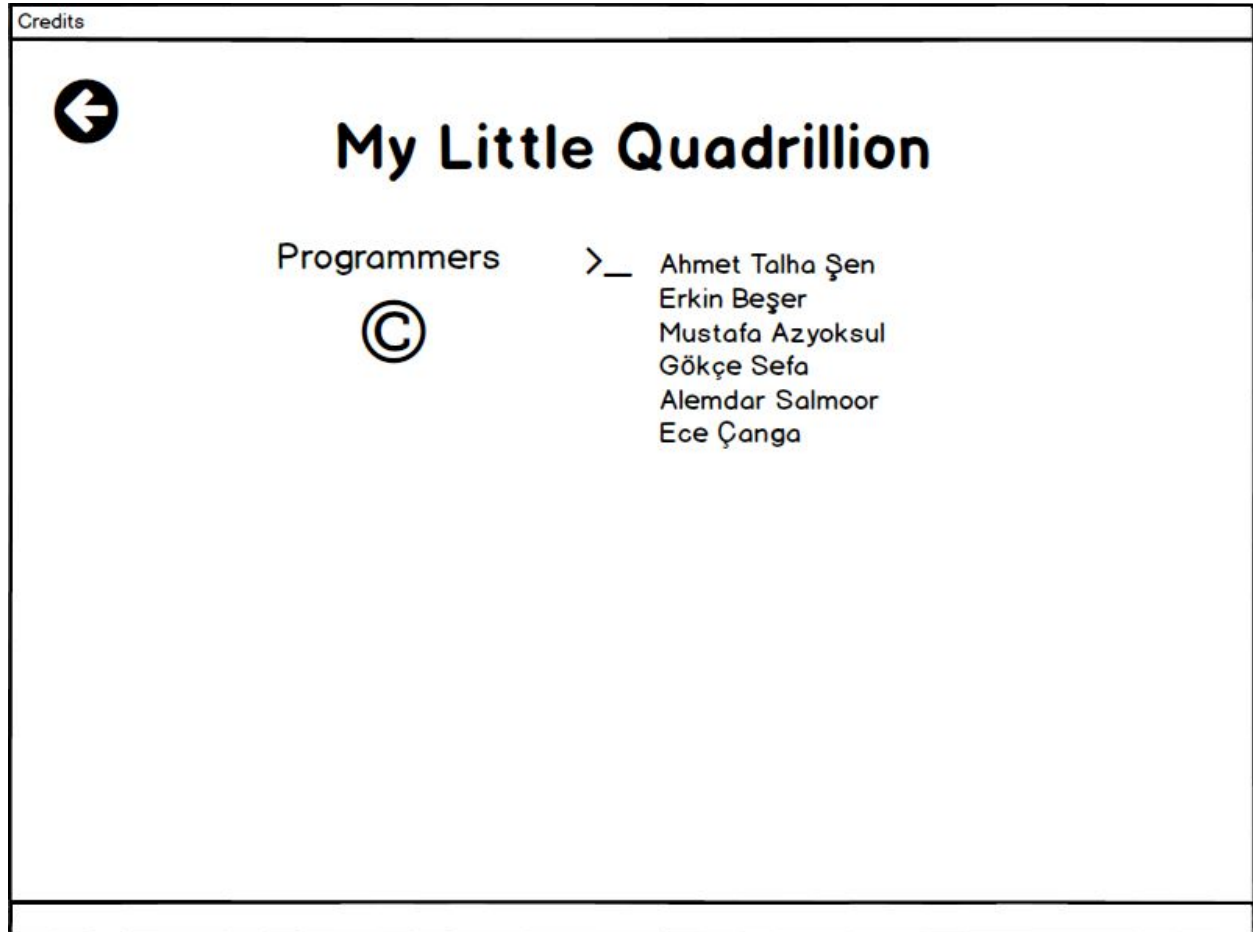 Credits
My Little Quadrillion
Programmers
©
>_
Ahmet Talha Şen
Erkin Beşer
Mustafa Azyoksul
Gökçe Sefa
Alemdar Salmoor
Ece Çanga